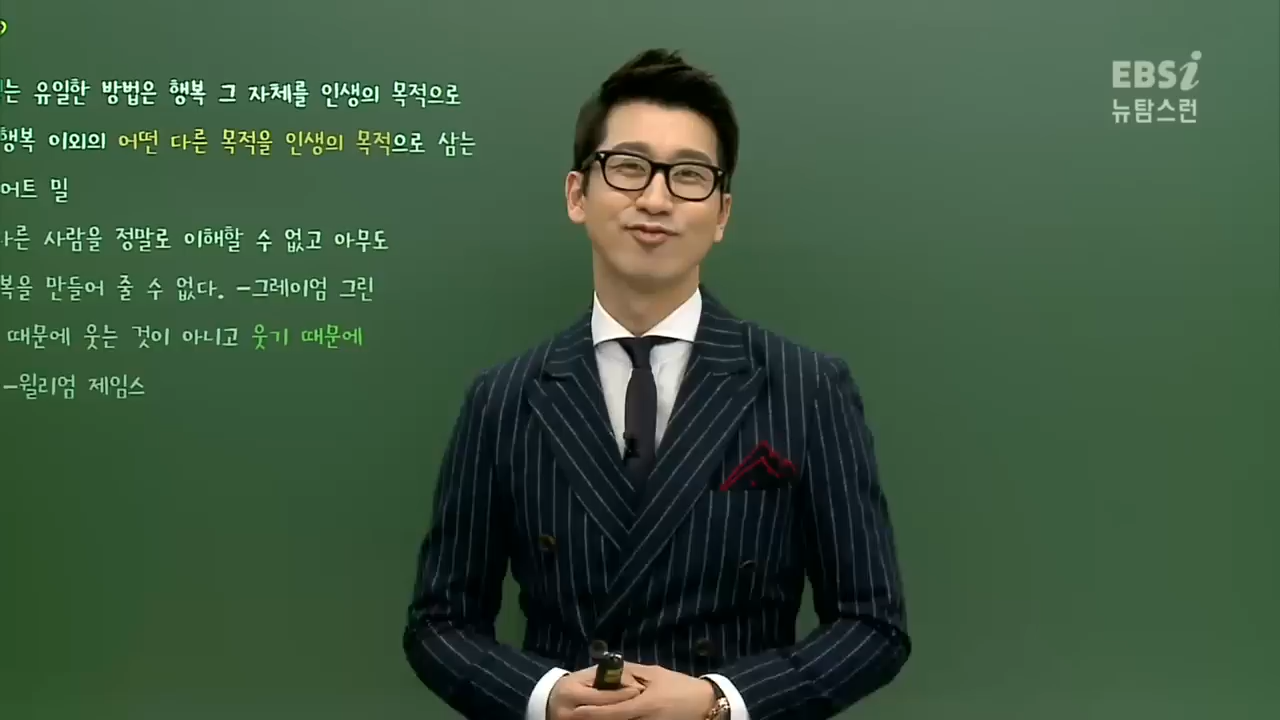 는 유일한 방법은 행복 그 자체를 인생의 목적으로
행복 이외의 어떤 다른 목적을 인생의 목적으로 삼는
어트 밀
다른 사람을 정말로 이해할 수 없고 아무도
복을 만들어 줄 수 없다. -그레이엄 그린
때문에 웃는 것이 아니고 웃기 때문에
-윌리엄 제임스
EBSi
뉴탐스런